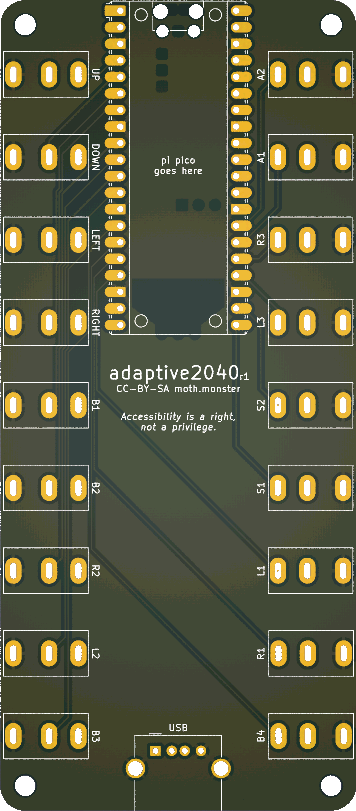 UP
A2
pi pico
goes here
DOWN
A1
LEFT
R3
RIGHT
L3
adaptive2040r1
CC-BY-SA moth.monster
B1
S2
Accessibility is a right,
not a privilege.
B2
S1
R2
L1
L2
R1
B3
USB
B4